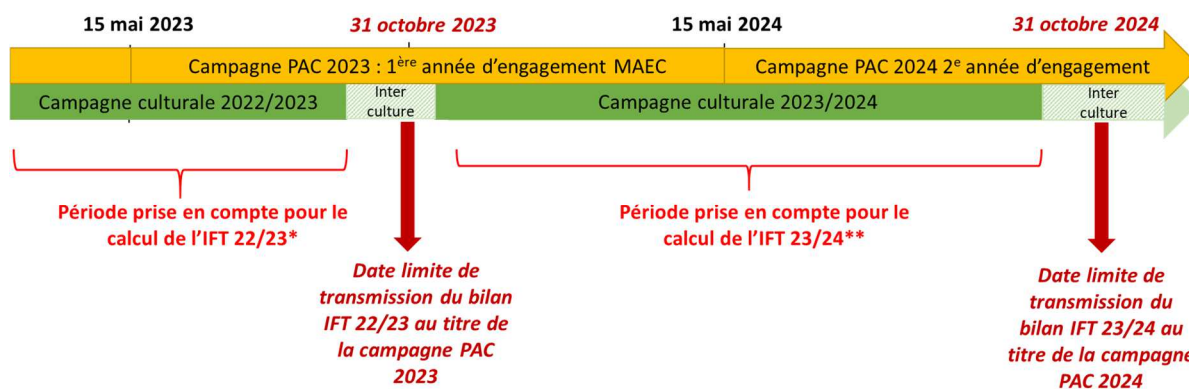 15 mai 2023
31 octobre 2023
15 mai 2024
31 octobre 2024
Campagne PAC 2023 : 1ère année d'engagement MAEC
Campagne PAC 2024 2e année d'engagement
Campagne culturale 2022/2023
Inter
culture
Campagne culturale 2023/2024
Inter
culture
Période prise en compte pour le
calcul de l'IFT 22/23*
Période prise en compte pour le
calcul de l'IFT 23/24**
Date limite de
transmission du bilan
IFT 22/23 au titre de
la campagne PAC
2023
Date limite de
transmission du
bilan IFT 23/24 au
titre de la campagne
PAC 2024